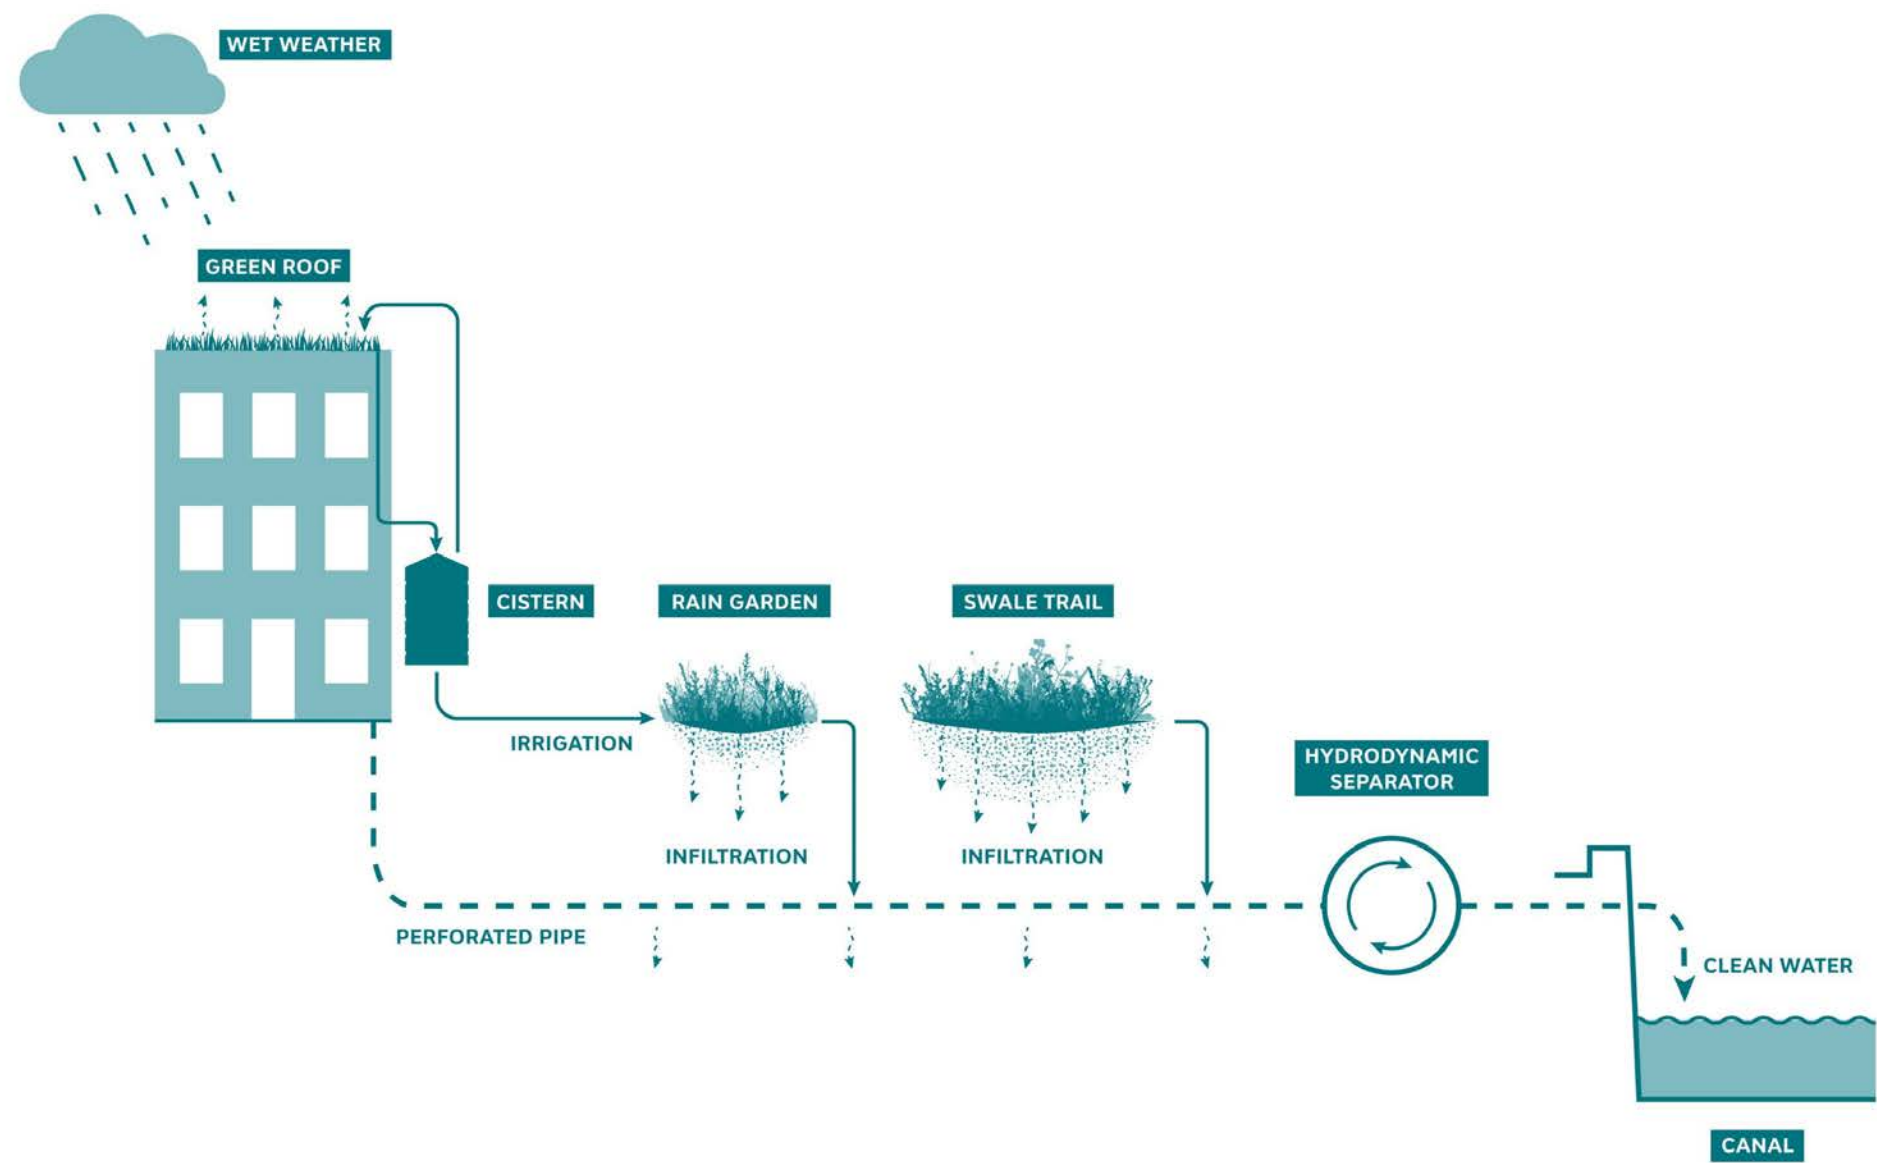 WET WEATHER
GREEN ROOF
CISTERN
RAIN GARDEN
SWALE TRAIL
IRRIGATION
HYDRODYNAMIC
SEPARATOR
INFILTRATION
INFILTRATION
PERFORATED PIPE
CLEAN WATER
CANAL